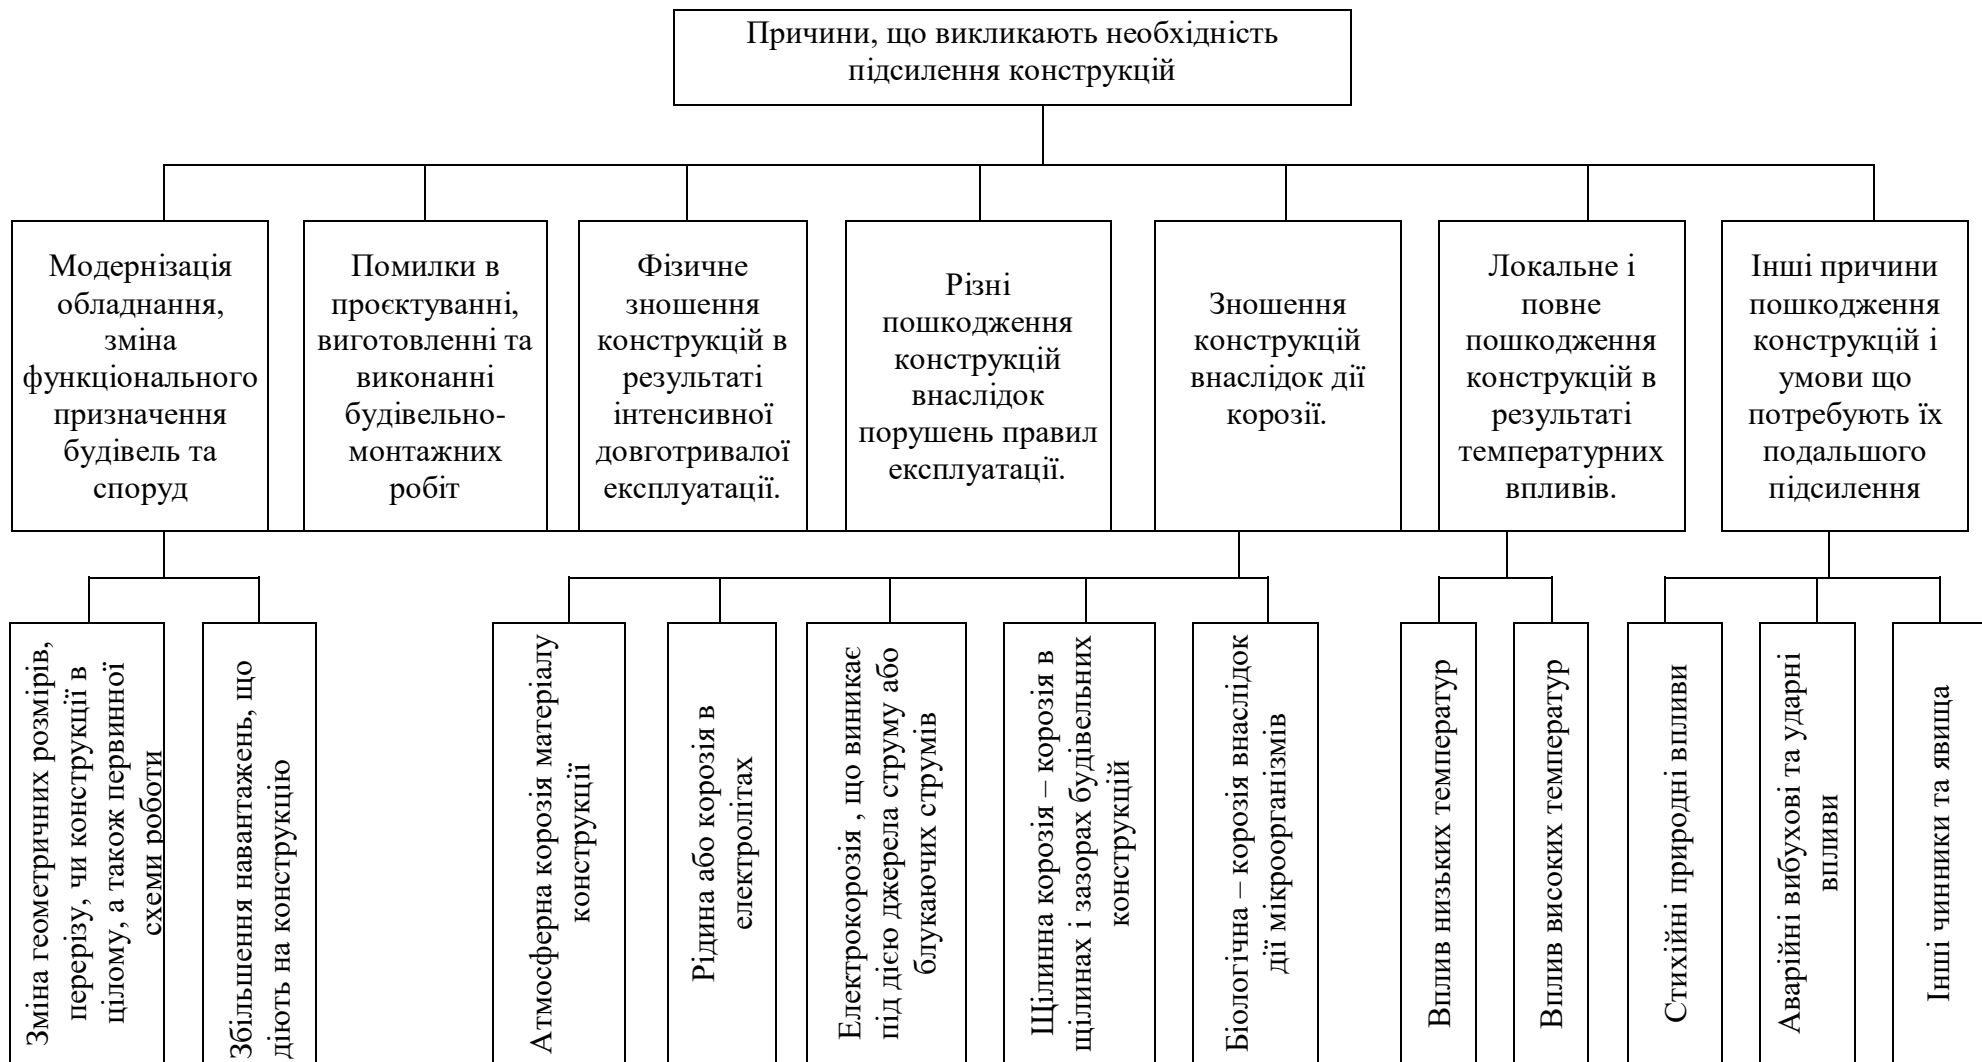 Причини, що викликають необхідність
підсилення конструкцій
Модернізація
обладнання,
зміна
функціонального
призначення
будівель та
споруд
Помилки в
проєктуванні,
виготовленні та
виконанні
будівельно-
монтажних
робіт
Фізичне
зношення
конструкцій в
результаті
інтенсивної
довготривалої
експлуатації.
Різні
пошкодження
конструкцій
внаслідок
порушень правил
експлуатації.
Зношення
конструкцій
внаслідок дії
корозії.
Локальне і
повне
пошкодження
конструкцій в
результаті
температурних
впливів.
Інші причини
пошкодження
конструкцій і
умови що
потребують їх
подальшого
підсилення
Зміна геометричних розмірів,
перерізу, чи конструкції в
цілому, а також первинної
схеми роботи
Збільшення навантажень, що
діють на конструкцію
Атмосферна корозія матеріалу
конструкції
Рідина або корозія в
електролітах
Електрокорозія , що виникає
під дією джерела струму або
блукаючих струмів
Щілинна корозія – корозія в
щілинах і зазорах будівельних
конструкцій
Біологічна – корозія внаслідок
дії мікроорганізмів
Вплив низьких температур
Вплив високих температур
Стихійні природні впливи
Аварійні вибухові та ударні
впливи
Інші чинники та явища